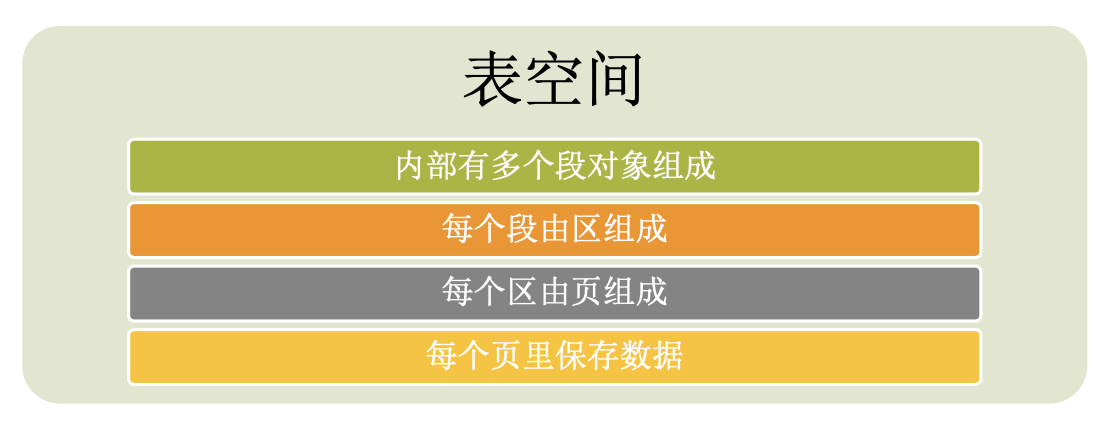 表空间
内部有多个段对象组成
每个段由区组成
每个区由页组成
每个页里保存数据